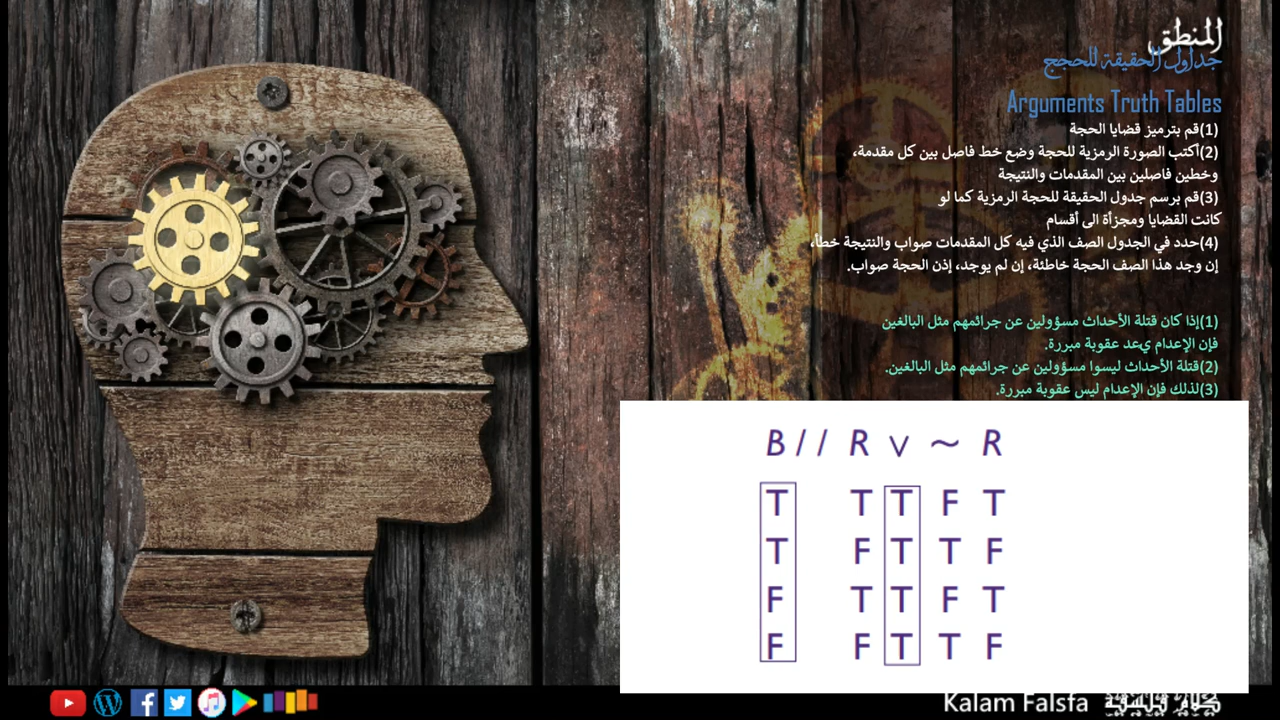 المنطق
جداول الحقيقة للحجج
Arguments Truth Tables
(1)قم بترميز قضايا الحجة
(2)أكتب الصورة الرمزية للحجة وضع خط فاصل بين كل مقدمة،
وخطين فاصلين بين المقدمات والنتيجة
(3)قم برسم جدول الحقيقة للحجة الرمزية كما لو
كانت القضايا ومجزأة الى أقسام
(4)حدد في الجدول الصف الذي فيه كل المقدمات صواب والنتيجة خطأ،
إن وجد هذا الصف الحجة خاطئة، إن لم يوجد، إذن الحجة صواب.
(1)إذا كان قتلة الأحداث مسؤولين عن جرائمهم مثل البالغين
فإن الإعدام يعد عقوبة مبررة.
(2)قتلة الأحداث ليسوا مسؤولين عن جرائمهم مثل البالغين.
(3)لذلك فإن الإعدام ليس عقوبة مبررة.
B // R ∨ ~ R
T T T F T
T F T T F
F T T F T
F F T T F
Kalam Falsfa كلام فلسفة